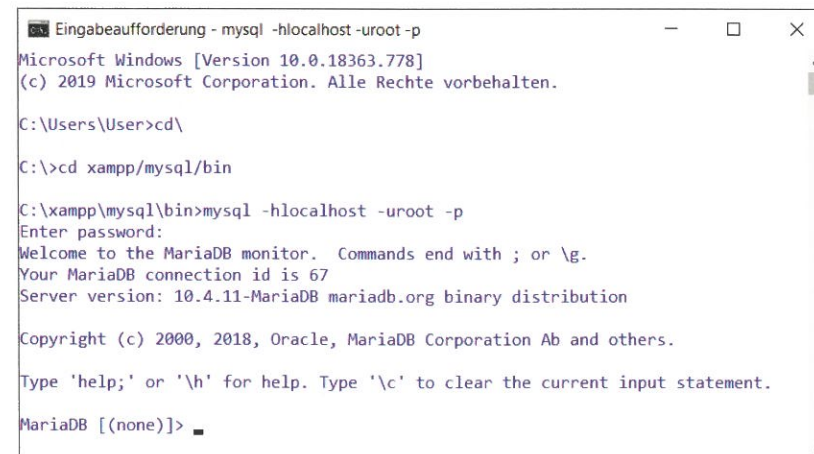 Eingabeaufforderung - mysql -hlocalhost -uroot -p
Microsoft Windows [Version 10.0.18363.778]
(c) 2019 Microsoft Corporation. Alle Rechte vorbehalten.
C:\Users\User>cd\
C:\>cd xampp/mysql/bin
C:\xampp\mysql\bin>mysql -hlocalhost -uroot -p
Enter password:
Welcome to the MariaDB monitor.  Commands end with ; or \g.
Your MariaDB connection id is 67
Server version: 10.4.11-MariaDB mariadb.org binary distribution
Copyright (c) 2000, 2018, Oracle, MariaDB Corporation Ab and others.
Type 'help;' or '\h' for help. Type '\c' to clear the current input statement.
MariaDB [(none)]>